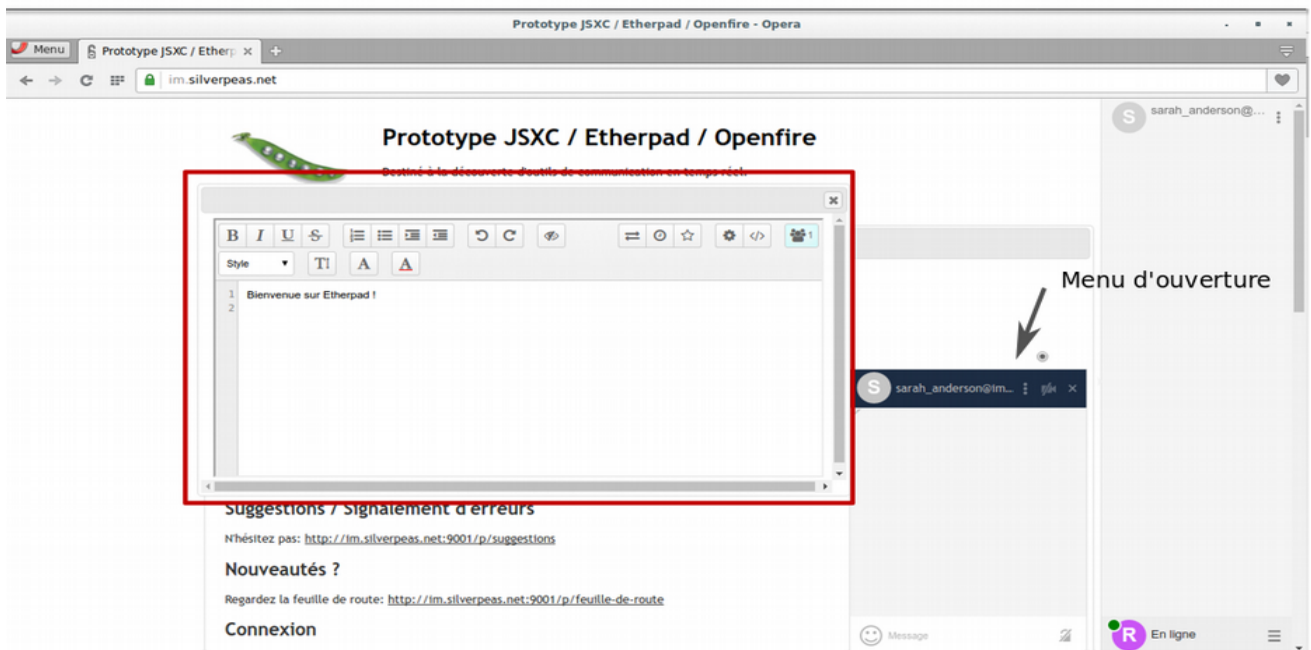 Prototype JSXC / Etherpad / Openfire - Opera
Menu
Prototype JSXC / Etherp
im.silverpeas.net
sarah_anderson@...
S
Prototype JSXC / Etherpad / Openfire
Destiné à la découverte d'outils de communication en temps réel.
B I U S
1
Style
A A
1 Bienvenue sur Etherpad !
2
Menu d'ouverture
S sarah_anderson@im...
Suggestions / Signalement d'erreurs
N'hésitez pas: http://im.silverpeas.net:9001/p/suggestions
Nouveautés ?
Regardez la feuille de route: http://im.silverpeas.net:9001/p/feuille-de-route
Connexion
Message
R En ligne